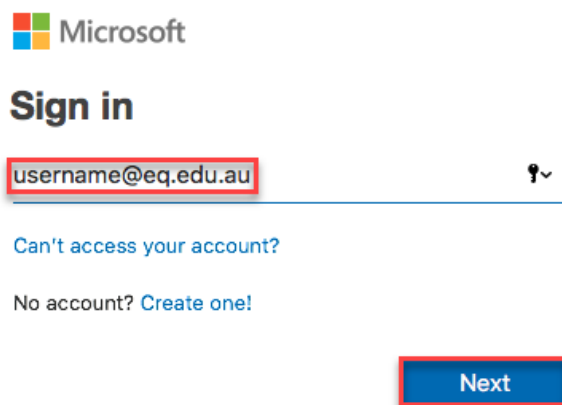 Microsoft
Sign in
username@eq.edu.au
Can't access your account?
No account? Create one!
Next